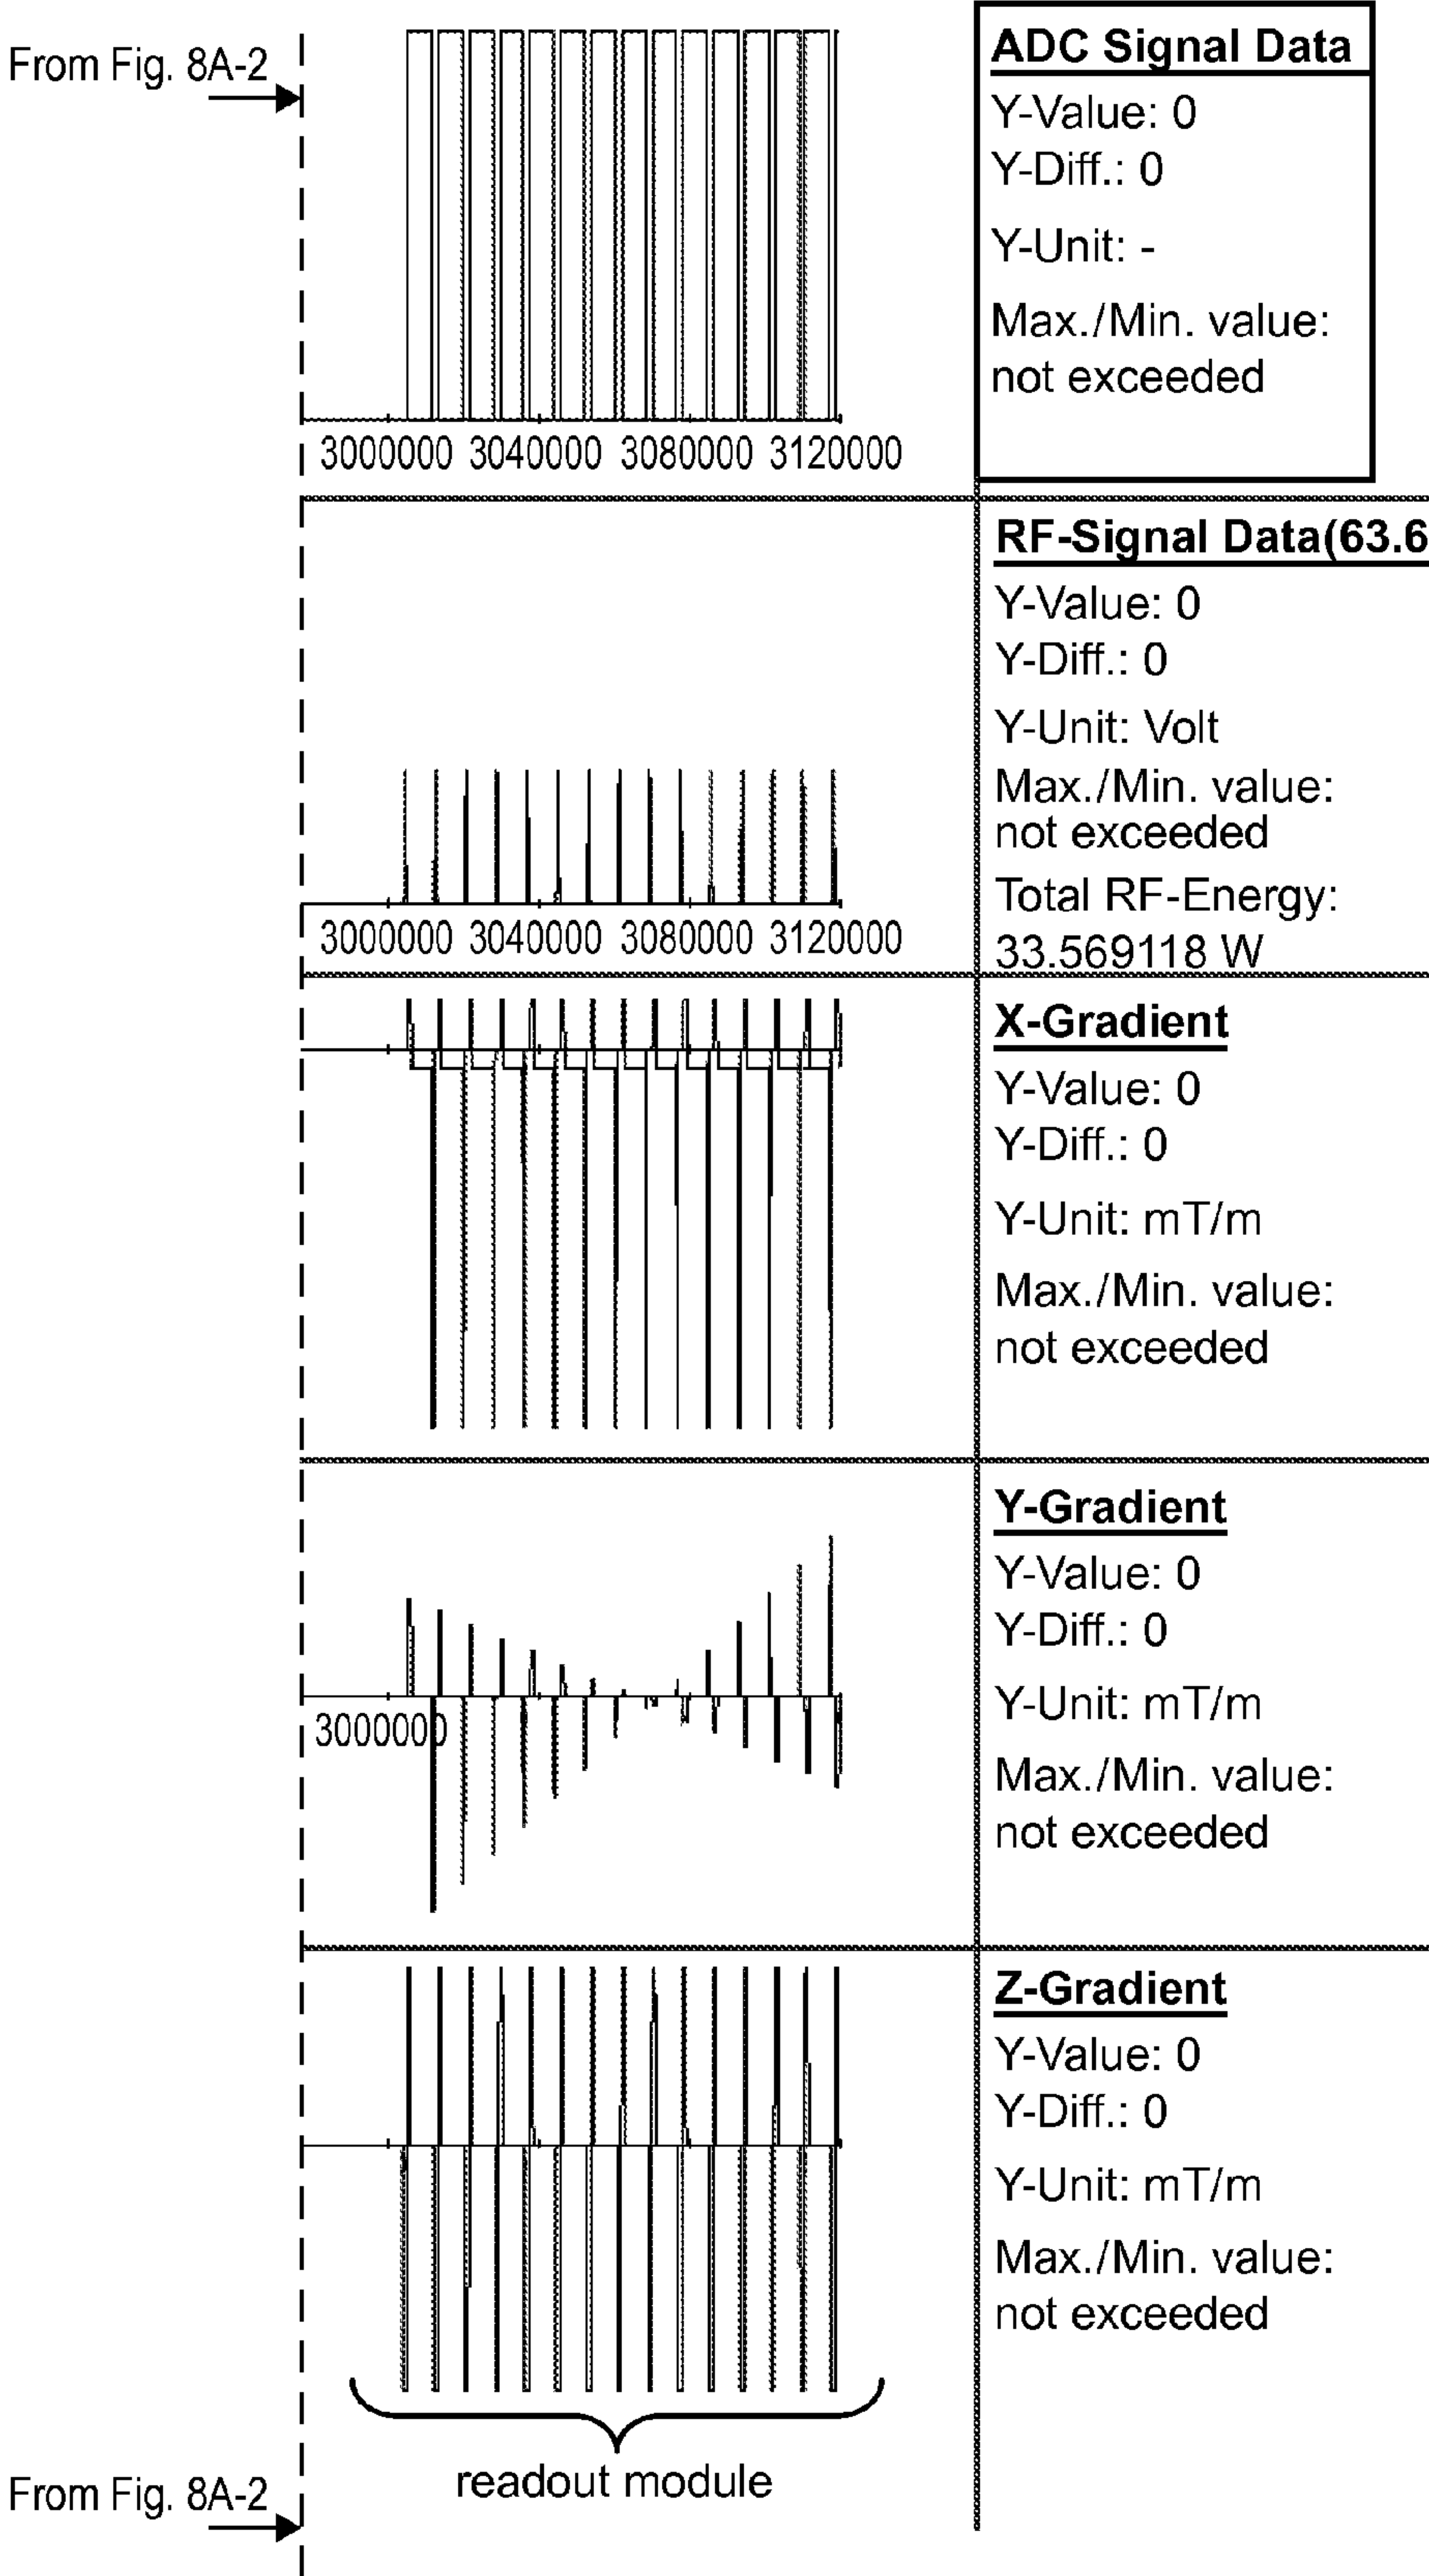 From Fig. 8A-2
3000000 3040000 3080000 3120000
ADC Signal Data
Y-Value: 0
Y-Diff.: 0
Y-Unit: -
Max./Min. value:
not exceeded
3000000 3040000 3080000 3120000
RF-Signal Data(63.6
Y-Value: 0
Y-Diff.: 0
Y-Unit: Volt
Max./Min. value:
not exceeded
Total RF-Energy:
33.569118 W
X-Gradient
Y-Value: 0
Y-Diff.: 0
Y-Unit: mT/m
Max./Min. value:
not exceeded
3000000
Y-Gradient
Y-Value: 0
Y-Diff.: 0
Y-Unit: mT/m
Max./Min. value:
not exceeded
Z-Gradient
Y-Value: 0
Y-Diff.: 0
Y-Unit: mT/m
Max./Min. value:
not exceeded
readout module
From Fig. 8A-2